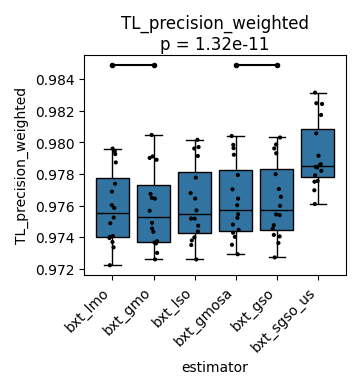 TL_precision_weighted
p = 1.32e-11
TL_precision_weighted
0.984
0.982
0.980
0.978
0.976
0.974
0.972
bxt_lmo
bxt_gmo
bxt_lso
bxt_gmosa
bxt_gso
bxt_sgso_us
estimator